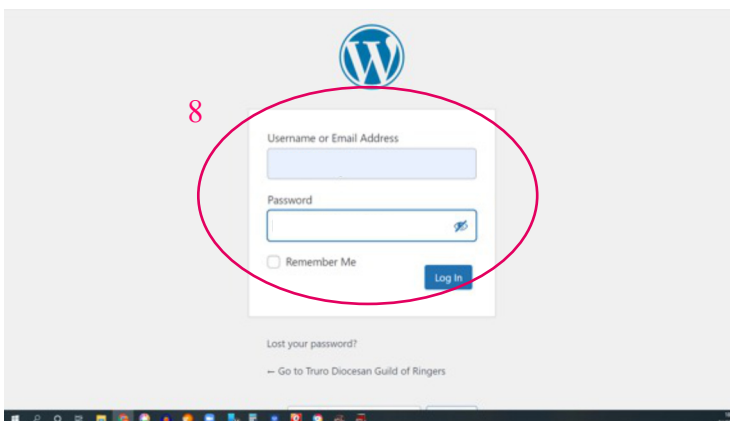 8
Username or Email Address
Password
Remember Me
Log In
Lost your password?
← Go to Truro Diocesan Guild of Ringers